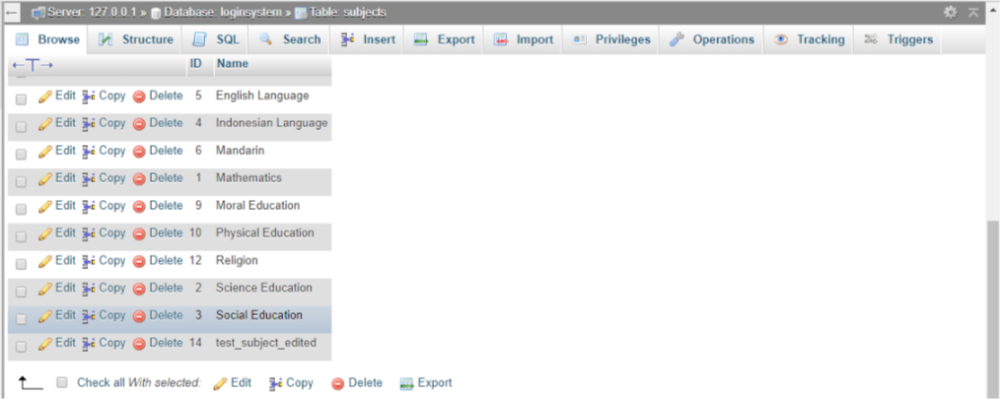 Server: 127.0.0.1 » Database: loginsystem » Table: subjects
Browse Structure SQL Search Insert Export Import Privileges Operations Tracking Triggers
ID Name
Edit Copy Delete 5 English Language
Edit Copy Delete 4 Indonesian Language
Edit Copy Delete 6 Mandarin
Edit Copy Delete 1 Mathematics
Edit Copy Delete 9 Moral Education
Edit Copy Delete 10 Physical Education
Edit Copy Delete 12 Religion
Edit Copy Delete 2 Science Education
Edit Copy Delete 3 Social Education
Edit Copy Delete 14 test_subject_edited
Check all With selected: Edit Copy Delete Export